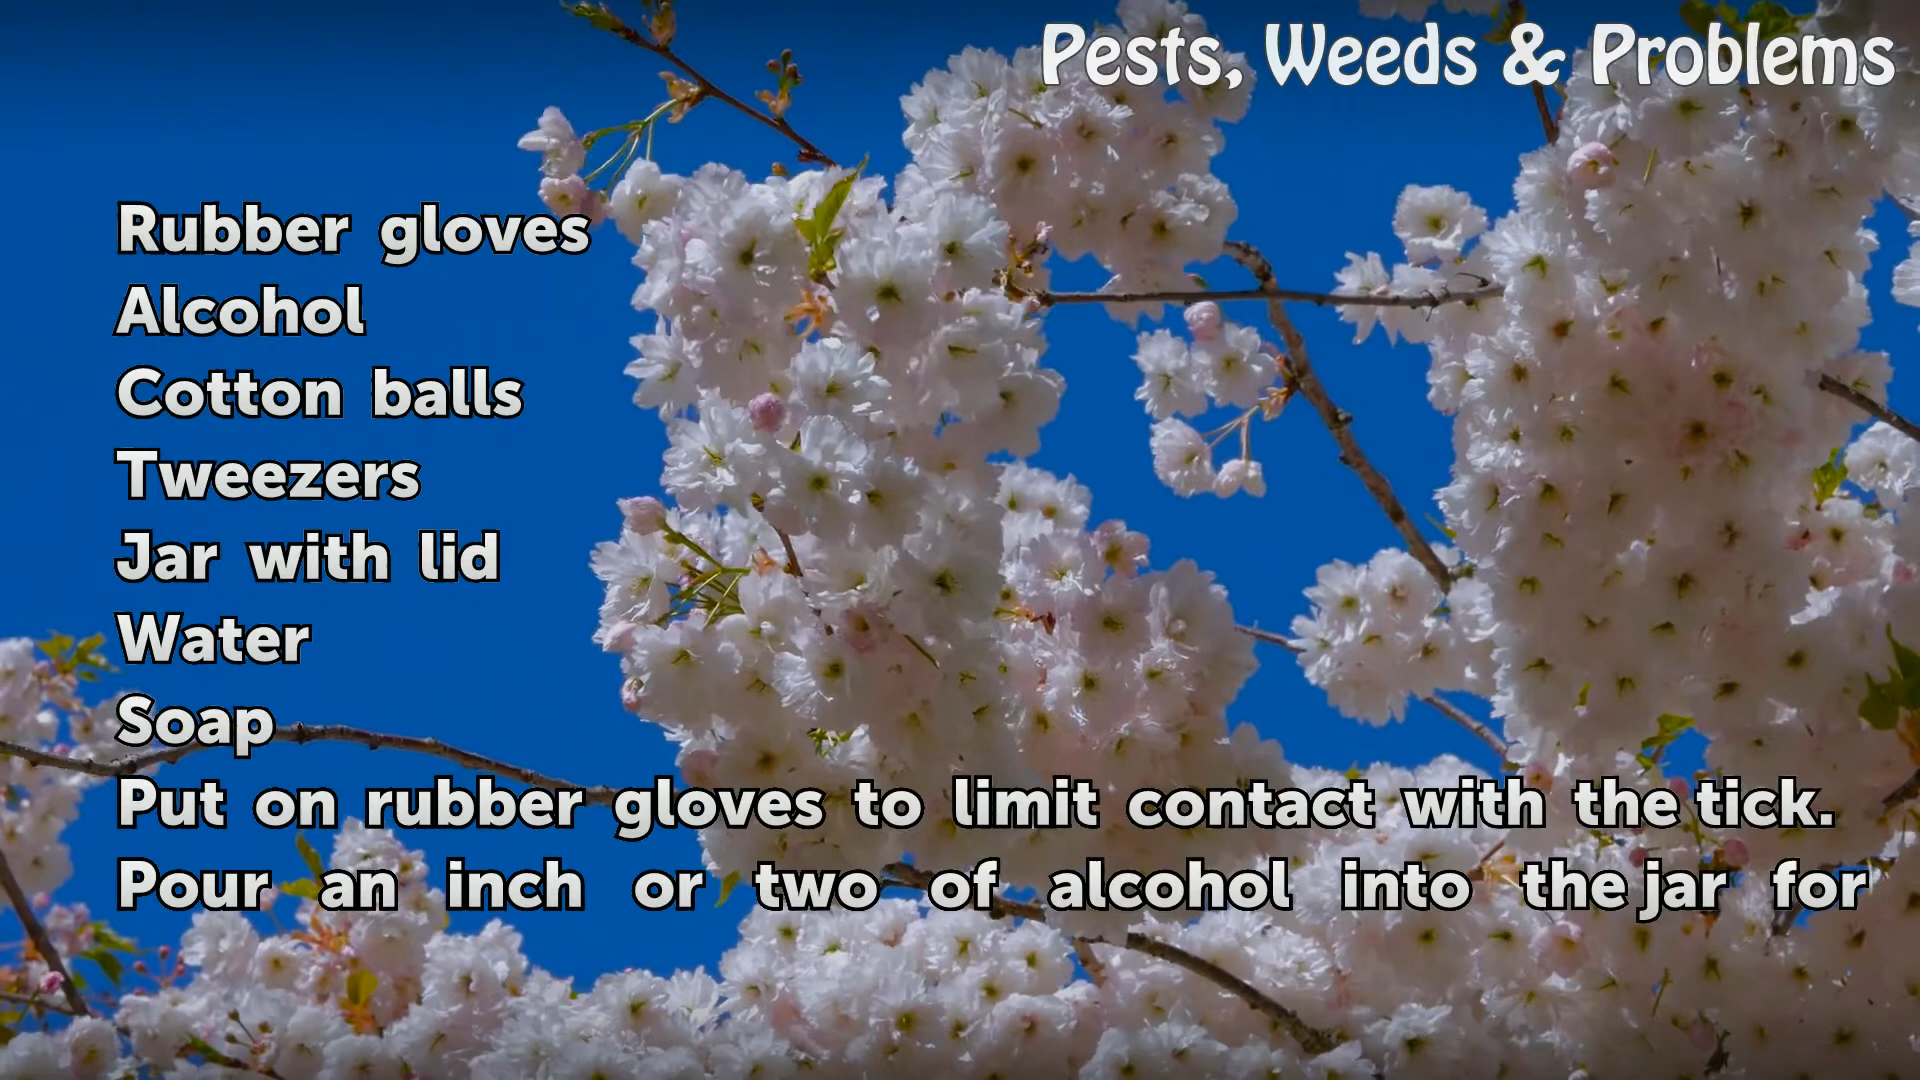 Pests, Weeds & Problems
Rubber gloves
Alcohol
Cotton balls
Tweezers
Jar with lid
Water
Soap
Put on rubber gloves to limit contact with the tick.
Pour an inch or two of alcohol into the jar for